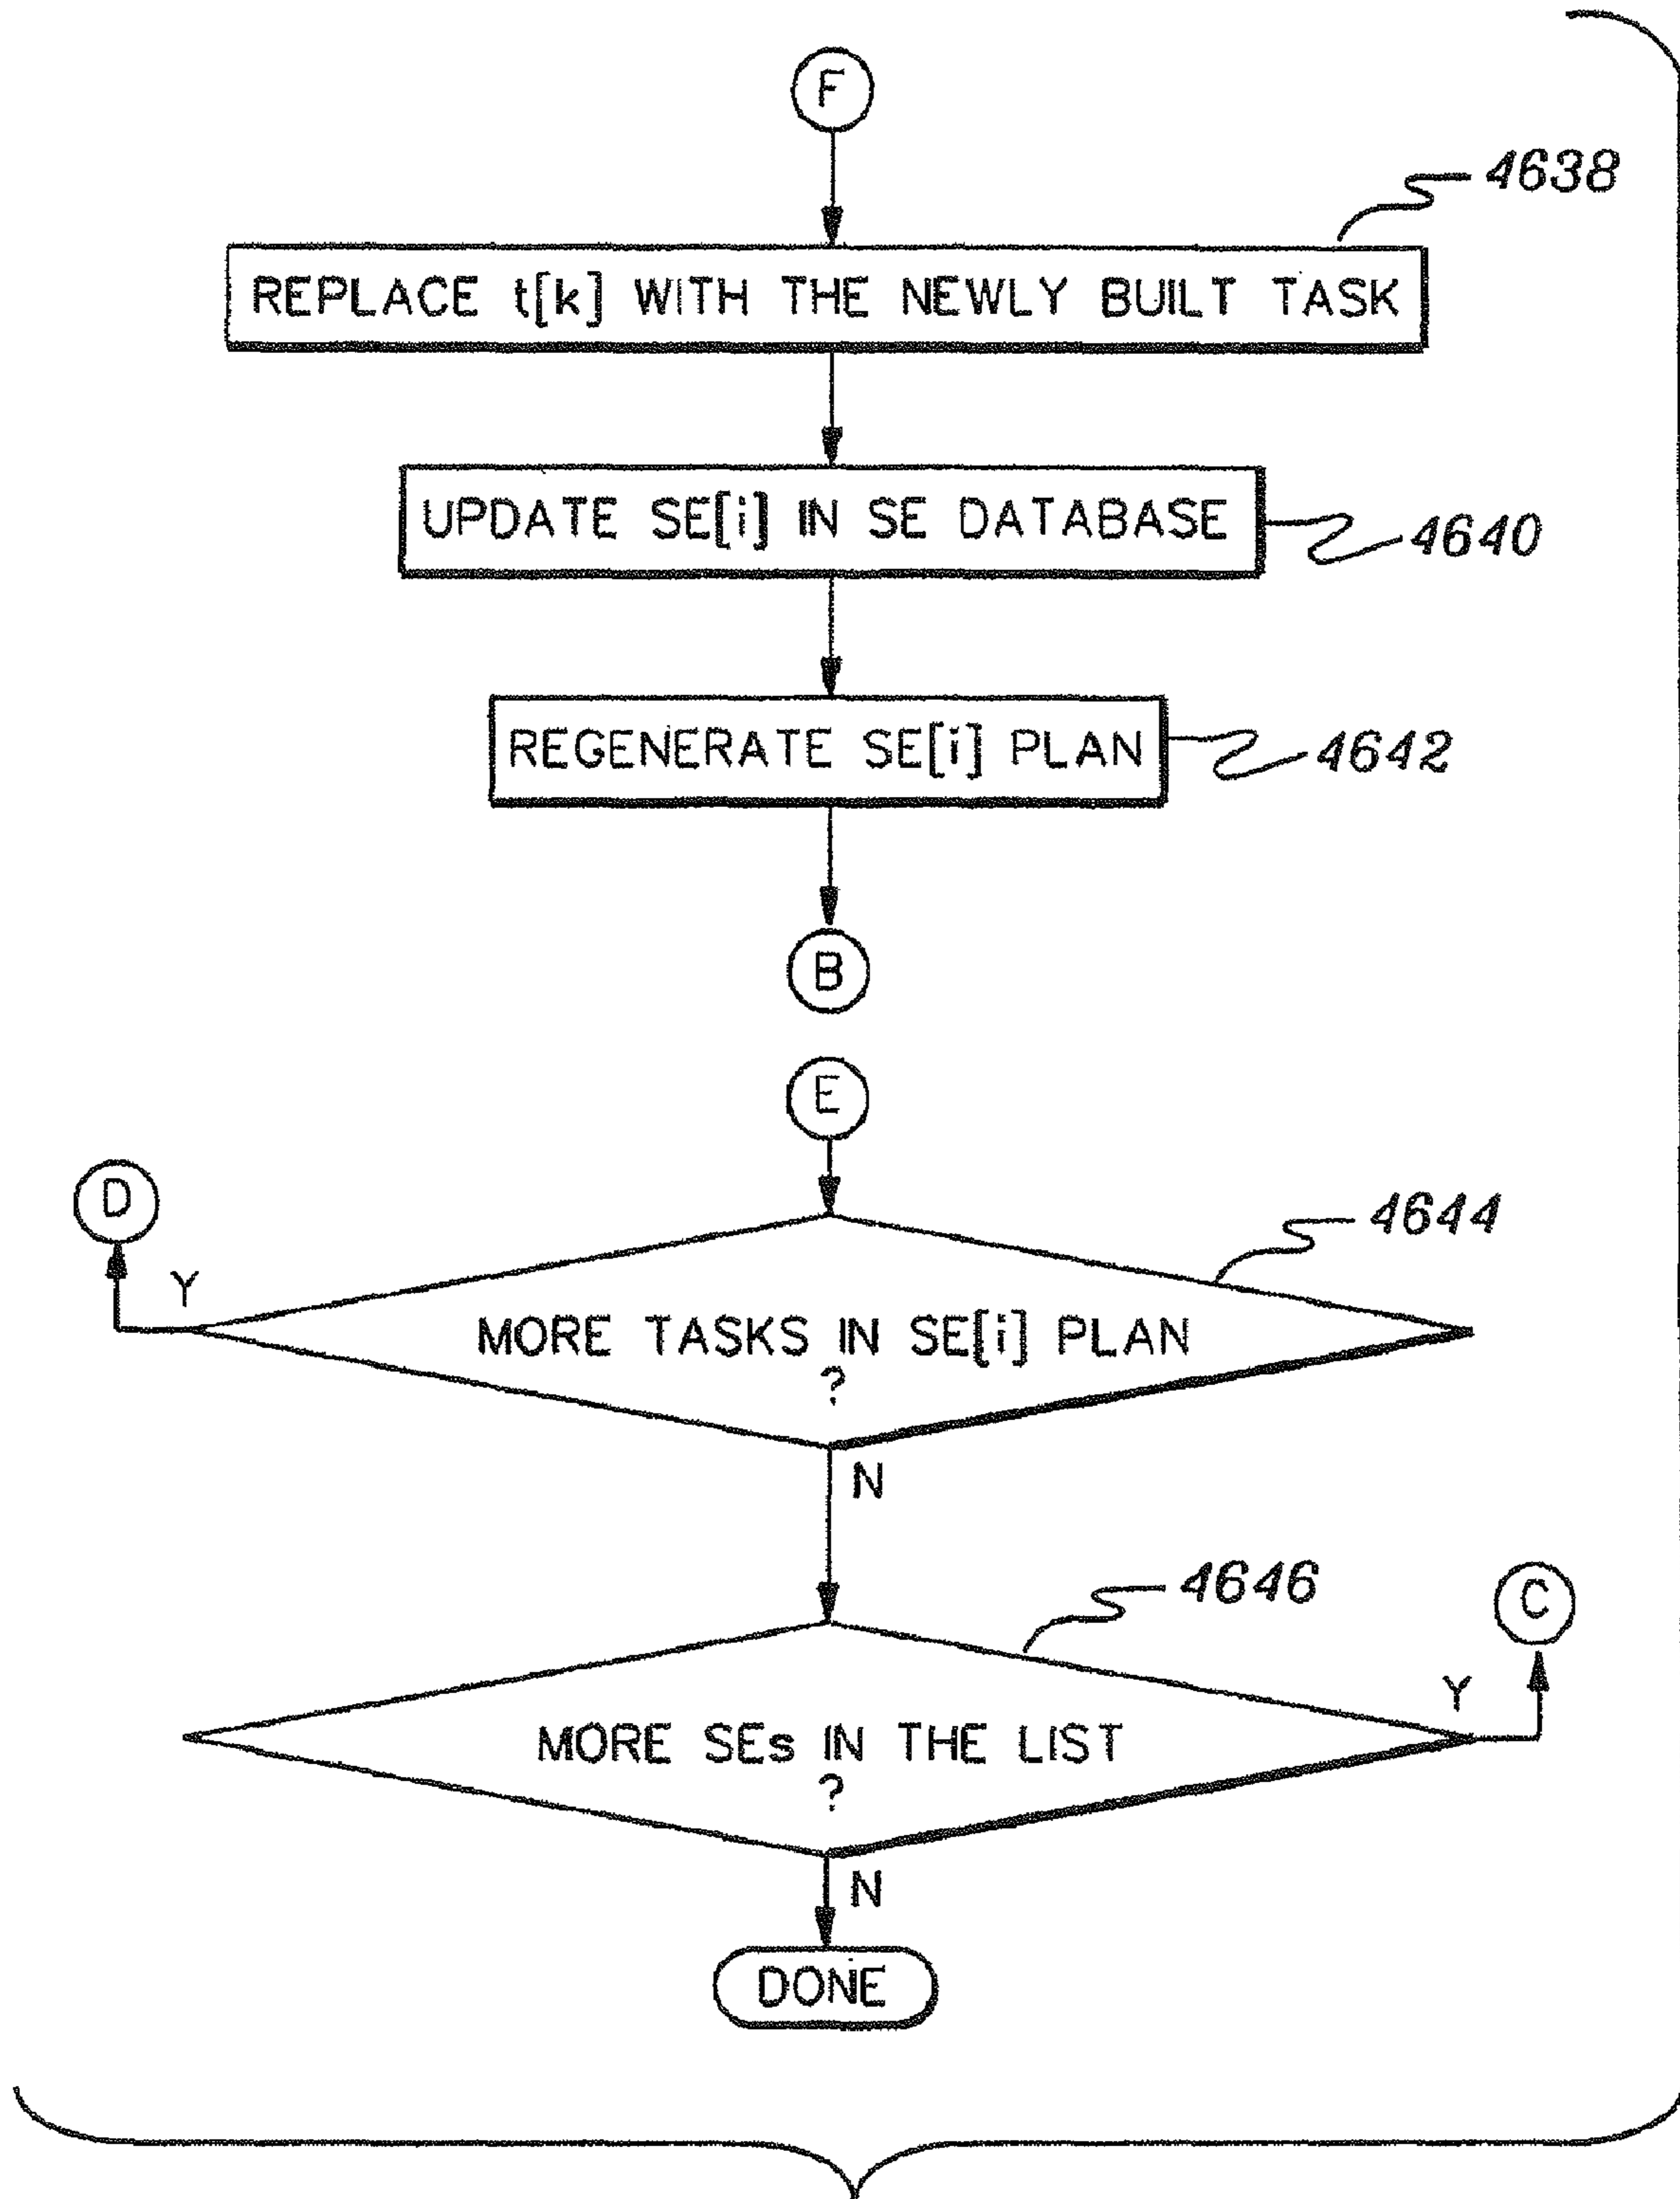 F
4638
REPLACE t[k] WITH THE NEWLY BUILT TASK
UPDATE SE[i] IN SE DATABASE
4640
REGENERATE SE[i] PLAN
4642
B
E
D
4644
Y
MORE TASKS IN SE[i] PLAN
?
N
4646
C
Y
MORE SEs IN THE LIST
?
N
DONE